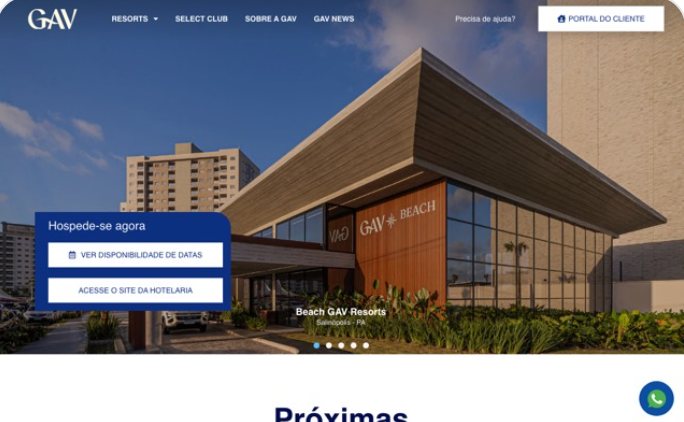 GAV
RESORTS
SELECT CLUB
SOBRE A GAV
GAV NEWS
Precisa de ajuda?
PORTAL DO CLIENTE
GAV BEACH
GAV
Hospede-se agora
VER DISPONIBILIDADE DE DATAS
ACESSE O SITE DA HOTELARIA
Beach GAV Resorts
Salinópolis - PA
Próximas